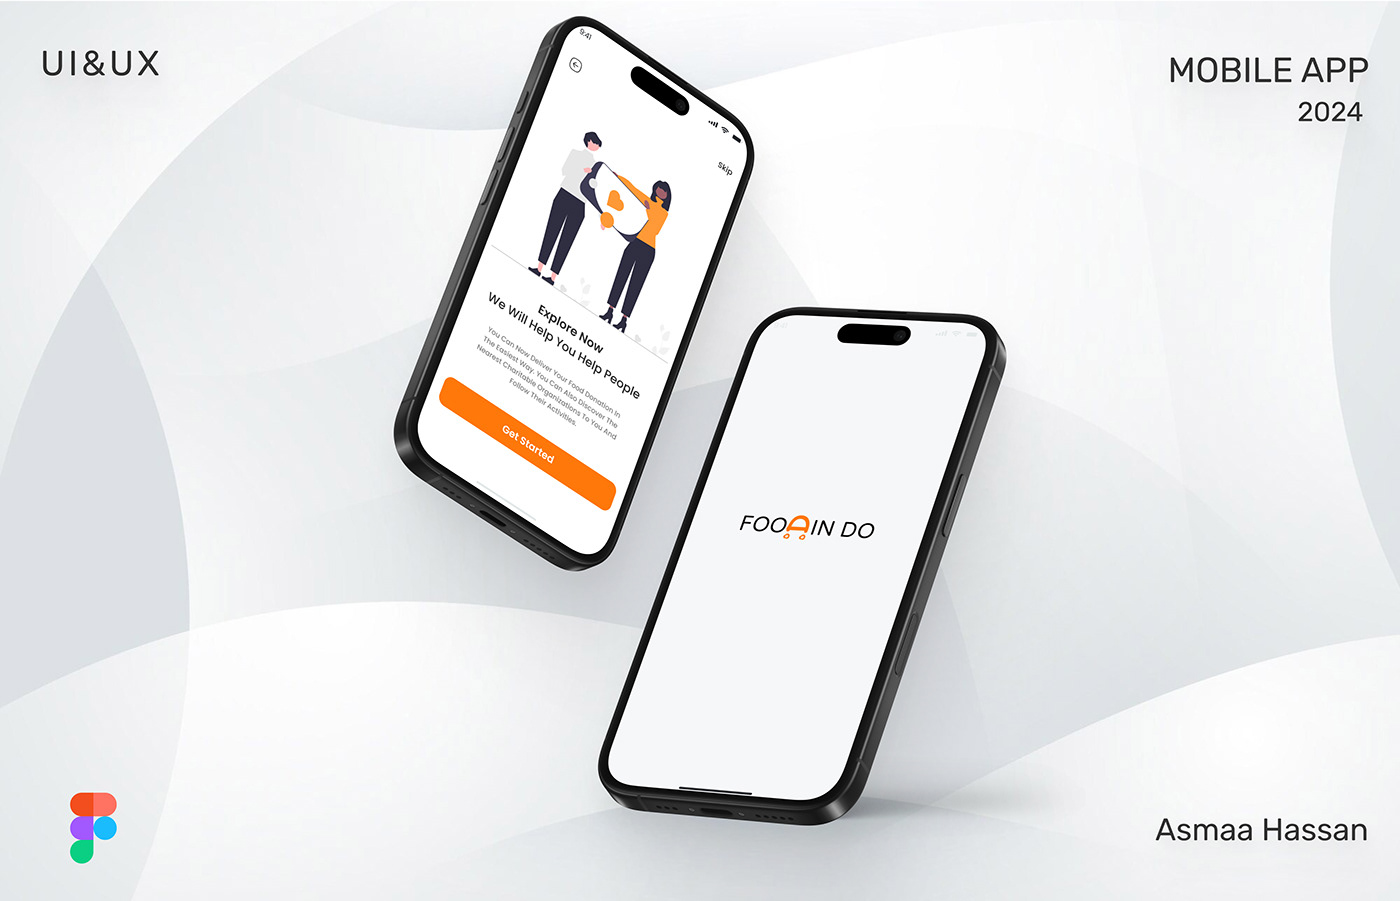 UI&UX
MOBILE APP
2024
9:41
Skip
Explore Now
We Will Help You Help People
You Can Now Deliver Your Food Donation In
The Easiest Way. You Can Also Discover The
Nearest Charitable Organizations To You And
Follow Their Activities.
Get Started
FOODIN DO
Asmaa Hassan